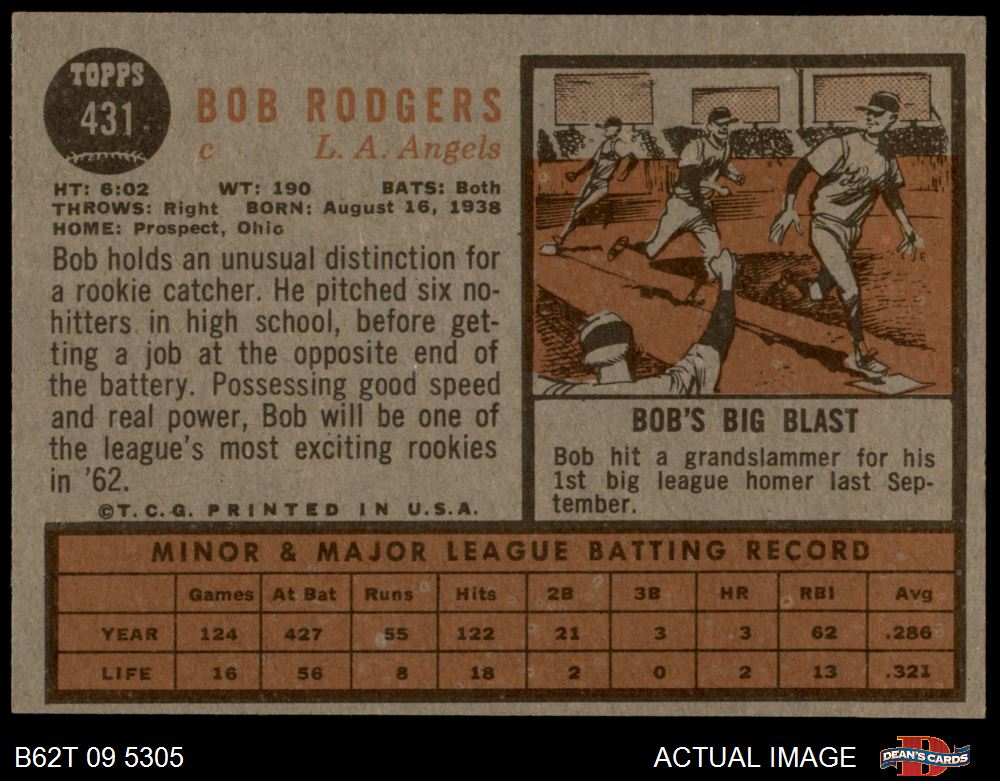 TOPPS
431
BOB RODGERS
c L. A. Angels
HT: 6:02 WT: 190 BATS: Both
THROWS: Right BORN: August 16, 1938
HOME: Prospect, Ohio
Bob holds an unusual distinction for
a rookie catcher. He pitched six no-
hitters in high school, before get-
ting a job at the opposite end of
the battery. Possessing good speed
and real power, Bob will be one of
the league's most exciting rookies
in '62.
©T. C. G. PRINTED IN U.S.A.
BOB'S BIG BLAST
Bob hit a grandslammer for his
1st big league homer last Sep-
tember.
MINOR & MAJOR LEAGUE BATTING RECORD
Games At Bat Runs Hits 2B 3B HR RBI Avg
YEAR 124 427 55 122 21 3 3 62 .286
LIFE 16 56 8 18 2 0 2 13 .321
B62T 09 5305 ACTUAL IMAGE DEAN'S CARDS